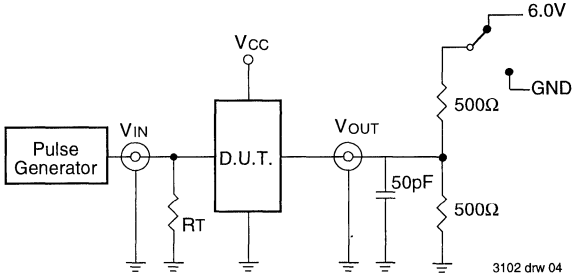 6.0V
VCC
GND
500Ω
VIN
VOUT
Pulse
Generator
D.U.T.
50pF
500Ω
RT
3102 drw 04